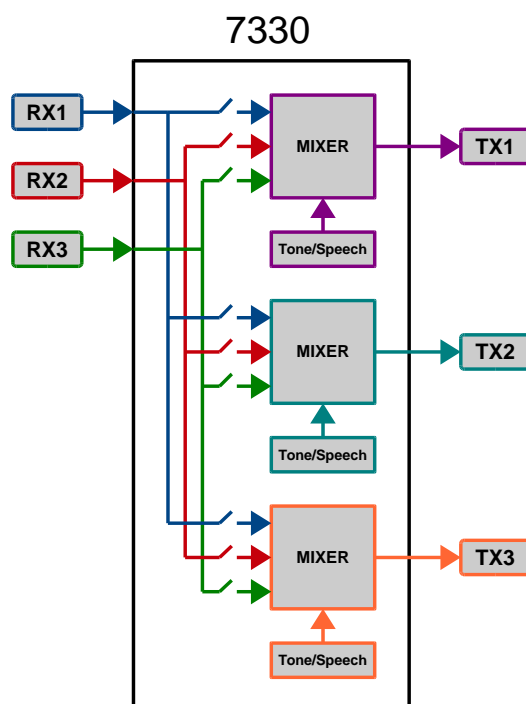 7330
RX1
RX2
RX3
MIXER
TX1
Tone/Speech
MIXER
TX2
Tone/Speech
MIXER
TX3
Tone/Speech